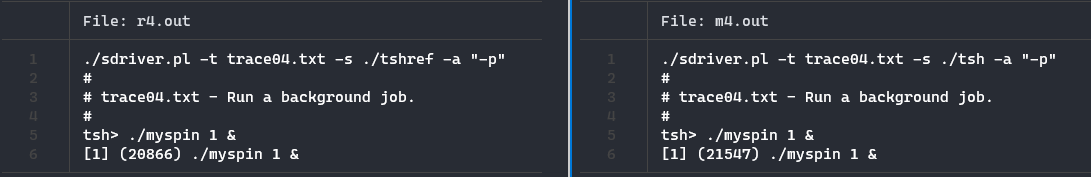 File: r4.out
1 ./sdriver.pl -t trace04.txt -s ./tshref -a "-p"
2 #
3 # trace04.txt - Run a background job.
4 #
5 tsh> ./myspin 1 &
6 [1] (20866) ./myspin 1 &
File: m4.out
1 ./sdriver.pl -t trace04.txt -s ./tsh -a "-p"
2 #
3 # trace04.txt - Run a background job.
4 #
5 tsh> ./myspin 1 &
6 [1] (21547) ./myspin 1 &